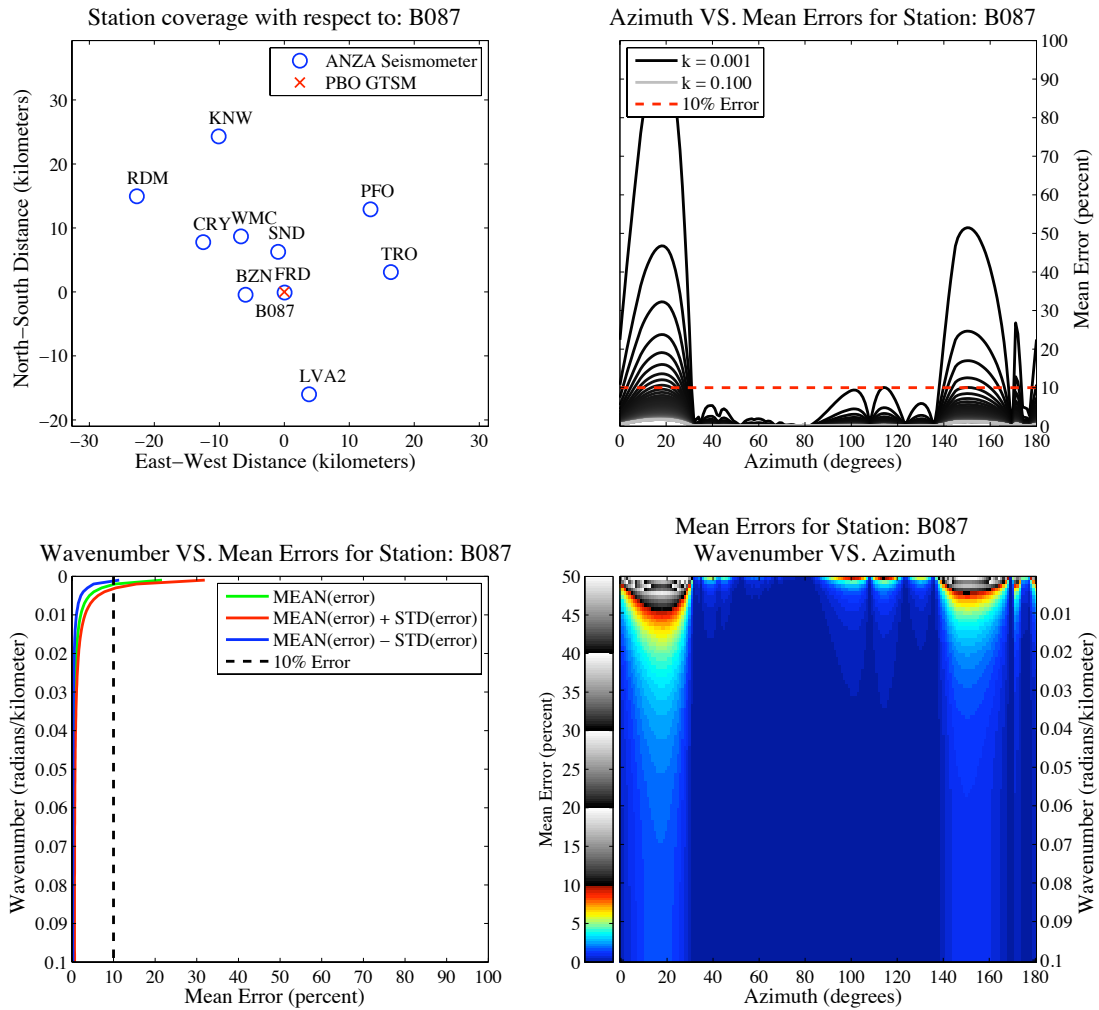 Station coverage with respect to: B087
ANZA Seismometer
PBO GTSM
KNW
RDM
PFO
CRY WMC
SND
TRO
BZN FRD
B087
LVA2
30
20
10
0
−10
−20
−30 −20 −10 0 10 20 30
North−South Distance (kilometers)
East−West Distance (kilometers)
Azimuth VS. Mean Errors for Station: B087
k = 0.001
k = 0.100
10% Error
100
90
80
70
60
50
40
30
20
10
0
0 20 40 60 80 100 120 140 160 180
Mean Error (percent)
Azimuth (degrees)
Wavenumber VS. Mean Errors for Station: B087
MEAN(error)
MEAN(error) + STD(error)
MEAN(error) − STD(error)
10% Error
0
0.01
0.02
0.03
0.04
0.05
0.06
0.07
0.08
0.09
0.1
0 10 20 30 40 50 60 70 80 90 100
Wavenumber (radians/kilometer)
Mean Error (percent)
Mean Errors for Station: B087
Wavenumber VS. Azimuth
50
45
40
35
30
25
20
15
10
5
0
Mean Error (percent)
0.01
0.02
0.03
0.04
0.05
0.06
0.07
0.08
0.09
0.1
0 20 40 60 80 100 120 140 160 180
Wavenumber (radians/kilometer)
Azimuth (degrees)